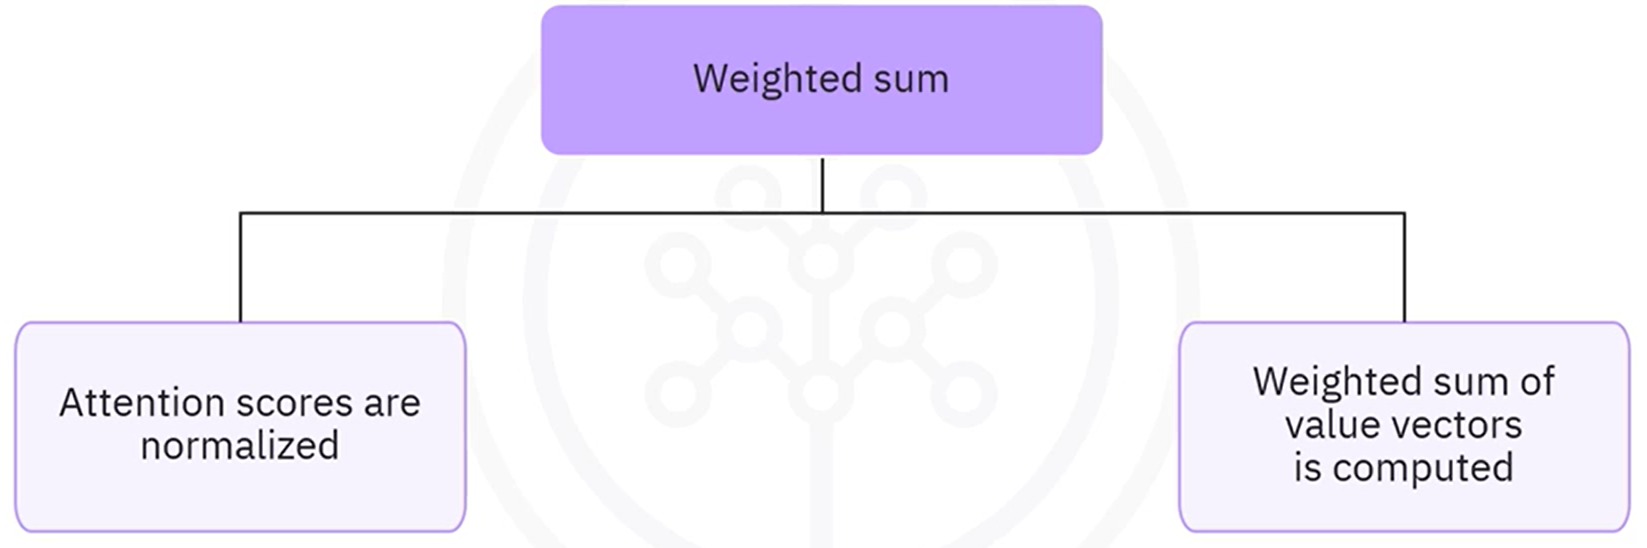 Weighted sum
Attention scores are
normalized
Weighted sum of
value vectors
is computed